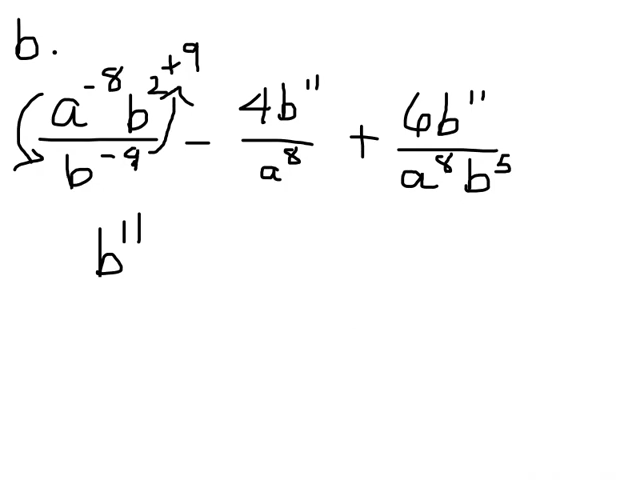 b.
a^-8 b^2+9 / b^-9 - 4b^11 / a^8 + 6b^11 / a^8 b^5
b^11